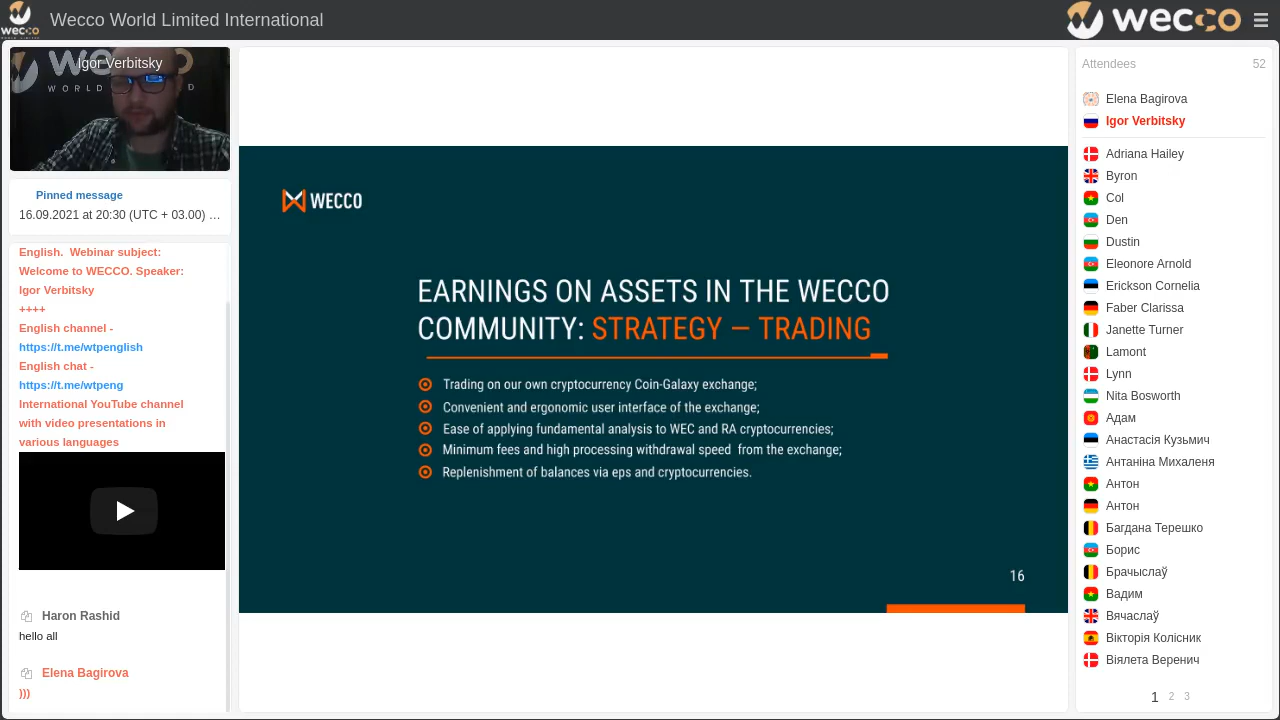 Wecco World Limited International
wecco
wecco
Igor Verbitsky
Pinned message
16.09.2021 at 20:30 (UTC + 03.00) …
English.  Webinar subject:
Welcome to WECCO. Speaker:
Igor Verbitsky
++++
English channel -
https://t.me/wtpenglish
English chat -
https://t.me/wtpeng
International YouTube channel
with video presentations in
various languages
Haron Rashid
hello all
Elena Bagirova
)))
WECCO
EARNINGS ON ASSETS IN THE WECCO
COMMUNITY: STRATEGY — TRADING
Trading on our own cryptocurrency Coin-Galaxy exchange;
Convenient and ergonomic user interface of the exchange;
Ease of applying fundamental analysis to WEC and RA cryptocurrencies;
Minimum fees and high processing withdrawal speed  from the exchange;
Replenishment of balances via eps and cryptocurrencies.
16
Attendees 52
Elena Bagirova
Igor Verbitsky
Adriana Hailey
Byron
Col
Den
Dustin
Eleonore Arnold
Erickson Cornelia
Faber Clarissa
Janette Turner
Lamont
Lynn
Nita Bosworth
Адам
Анастасія Кузьмич
Антаніна Михаленя
Антон
Антон
Багдана Терешко
Борис
Брачыслаў
Вадим
Вячаслаў
Вікторія Колісник
Віялета Веренич
1 2 3